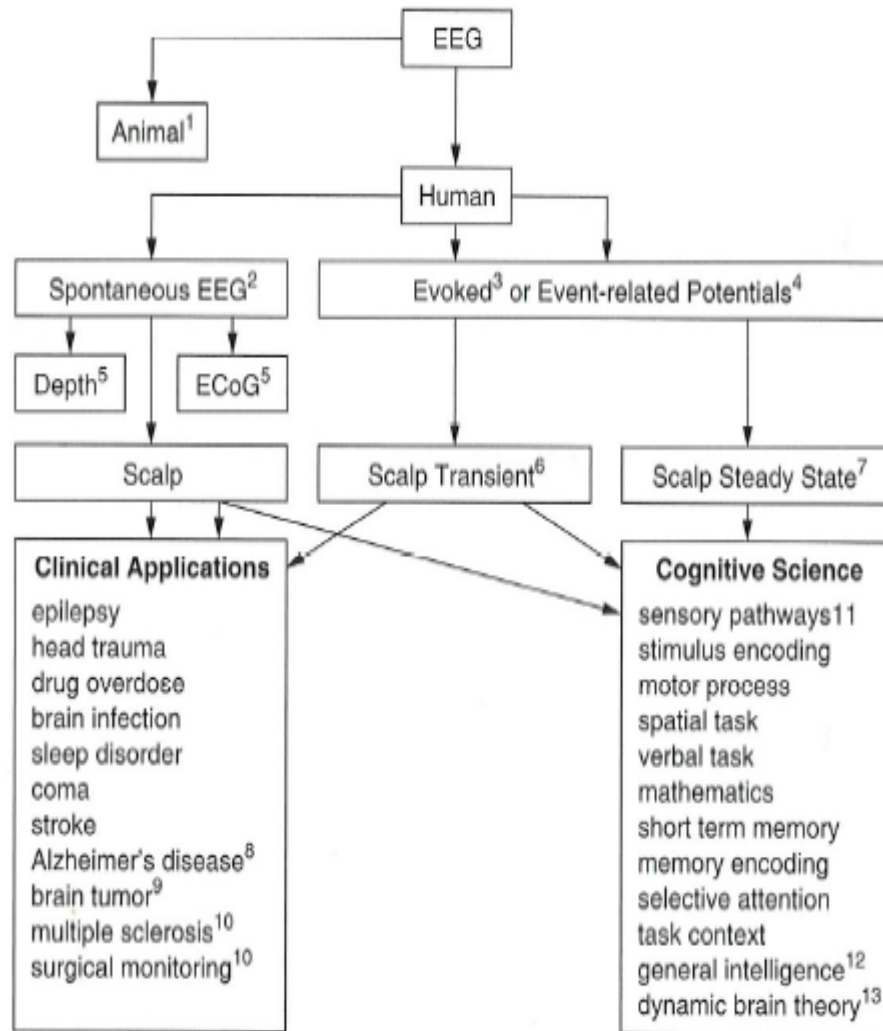 EEG
Animal¹
Human
Spontaneous EEG²
Evoked³ or Event-related Potentials⁴
Depth⁵
ECoG⁵
Scalp
Scalp Transient⁶
Scalp Steady State⁷
Clinical Applications
epilepsy
head trauma
drug overdose
brain infection
sleep disorder
coma
stroke
Alzheimer's disease⁸
brain tumor⁹
multiple sclerosis¹⁰
surgical monitoring¹⁰
Cognitive Science
sensory pathways11
stimulus encoding
motor process
spatial task
verbal task
mathematics
short term memory
memory encoding
selective attention
task context
general intelligence¹²
dynamic brain theory¹³